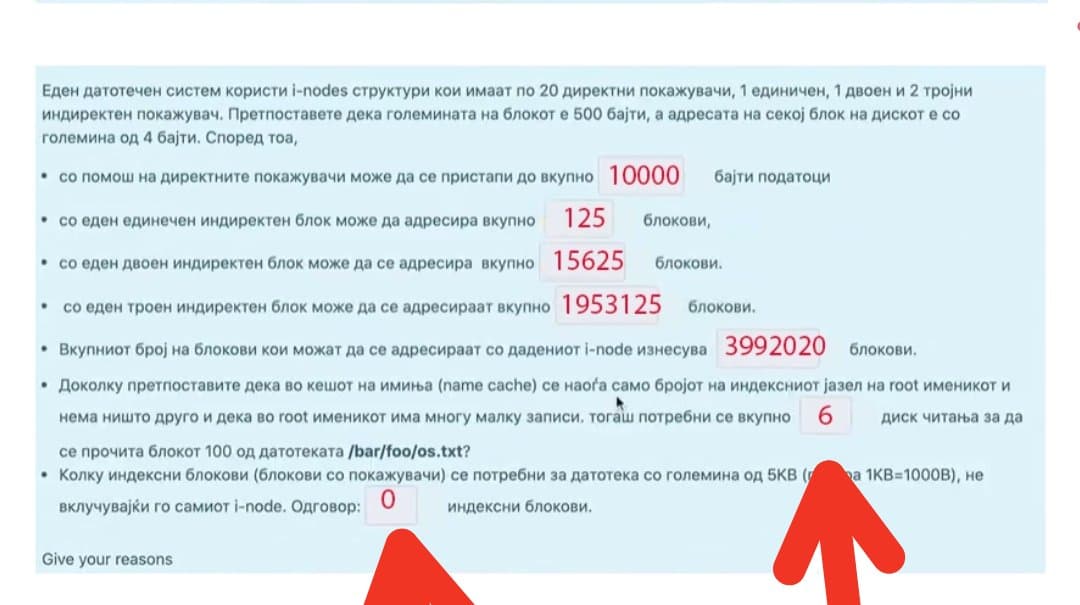 Еден датотечен систем користи i-nodes структури кои имаат по 20 директни покажувачи, 1 единичен, 1 двоен и 2 тројни
индиректен покажувач. Претпоставете дека големината на блокот е 500 бајти, а адресата на секој блок на дискот е со
големина од 4 бајти. Според тоа,
• со помош на директните покажувачи може да се пристапи до вкупно 10000 бајти податоци
• со еден единечен индиректен блок може да адресира вкупно 125 блокови,
• со еден двоен индиректен блок може да се адресира вкупно 15625 блокови.
• со еден троен индиректен блок може да се адресираат вкупно 1953125 блокови.
• Вкупниот број на блокови кои можат да се адресираат со дадениот i-node изнесува 3992020 блокови.
• Доколку претпоставите дека во кешот на имиња (name cache) се наоѓа само бројот на индексниот јазел на root именикот и
нема ништо друго и дека во root именикот има многу малку записи. тогаш потребни се вкупно 6 диск читања за да
се прочита блокот 100 од датотеката /bar/foo/os.txt?
• Колку индексни блокови (блокови со покажувачи) се потребни за датотека со големина од 5KB 1KB=1000B), не
вклучувајќи го самиот i-node. Одговор: 0 индексни блокови.
Give your reasons